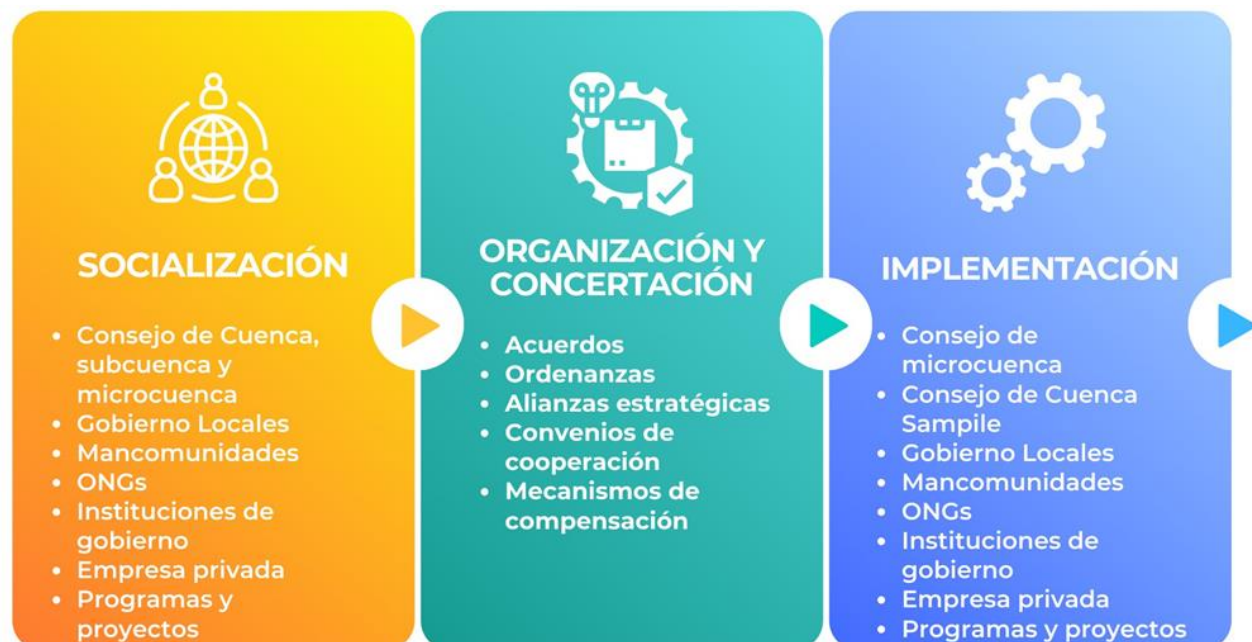 SOCIALIZACIÓN
• Consejo de Cuenca,
subcuenca y
microcuenca
• Gobierno Locales
• Mancomunidades
• ONGs
• Instituciones de
gobierno
• Empresa privada
• Programas y
proyectos
ORGANIZACIÓN Y
CONCERTACIÓN
• Acuerdos
• Ordenanzas
• Alianzas estratégicas
• Convenios de
cooperación
• Mecanismos de
compensación
IMPLEMENTACIÓN
• Consejo de
microcuenca
• Consejo de Cuenca
Sampile
• Gobierno Locales
• Mancomunidades
• ONGs
• Instituciones de
gobierno
• Empresa privada
• Programas y proyectos